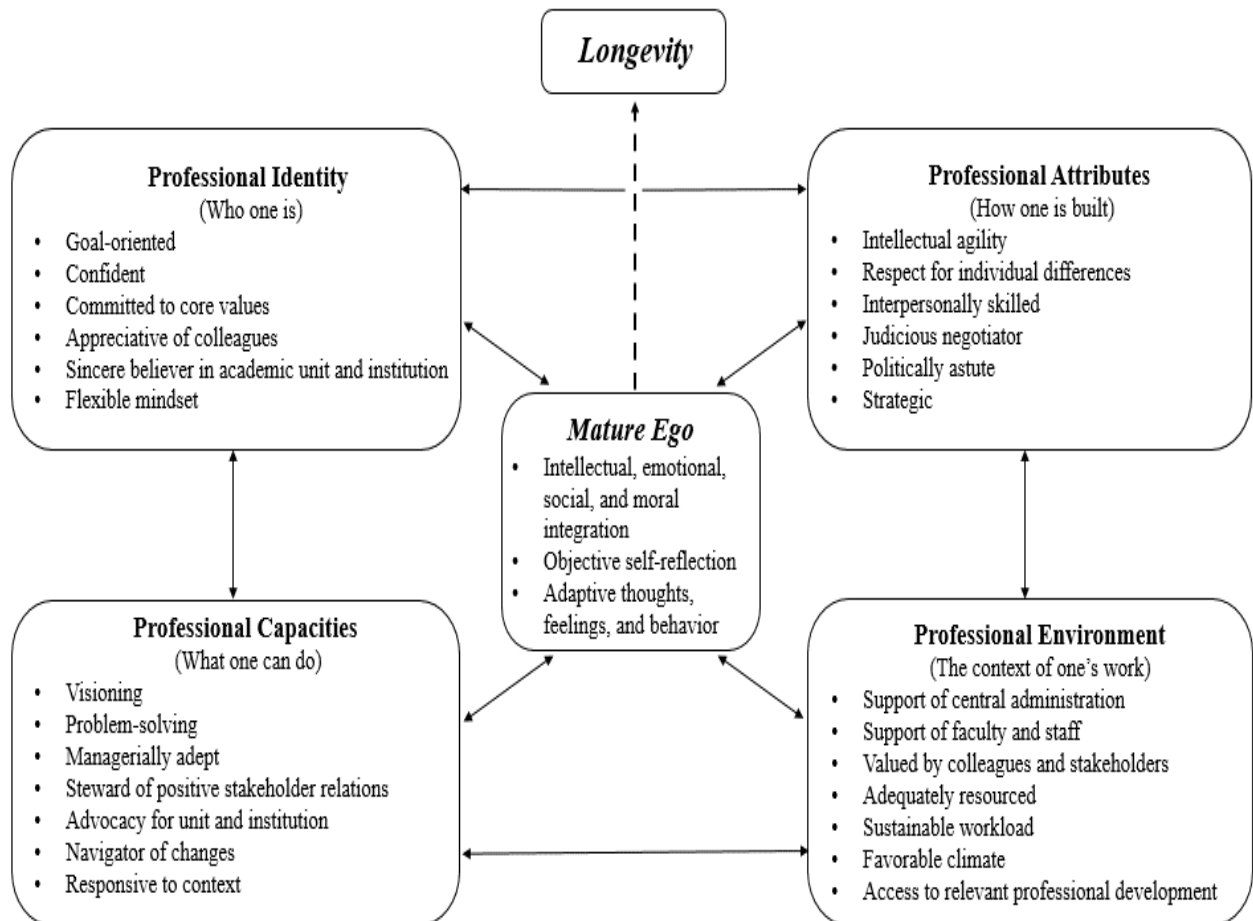 Longevity
Professional Identity
(Who one is)
• Goal-oriented
• Confident
• Committed to core values
• Appreciative of colleagues
• Sincere believer in academic unit and institution
• Flexible mindset
Professional Attributes
(How one is built)
• Intellectual agility
• Respect for individual differences
• Interpersonally skilled
• Judicious negotiator
• Politically astute
• Strategic
Mature Ego
• Intellectual, emotional,
social, and moral
integration
• Objective self-reflection
• Adaptive thoughts,
feelings, and behavior
Professional Capacities
(What one can do)
• Visioning
• Problem-solving
• Managerially adept
• Steward of positive stakeholder relations
• Advocacy for unit and institution
• Navigator of changes
• Responsive to context
Professional Environment
(The context of one’s work)
• Support of central administration
• Support of faculty and staff
• Valued by colleagues and stakeholders
• Adequately resourced
• Sustainable workload
• Favorable climate
• Access to relevant professional development